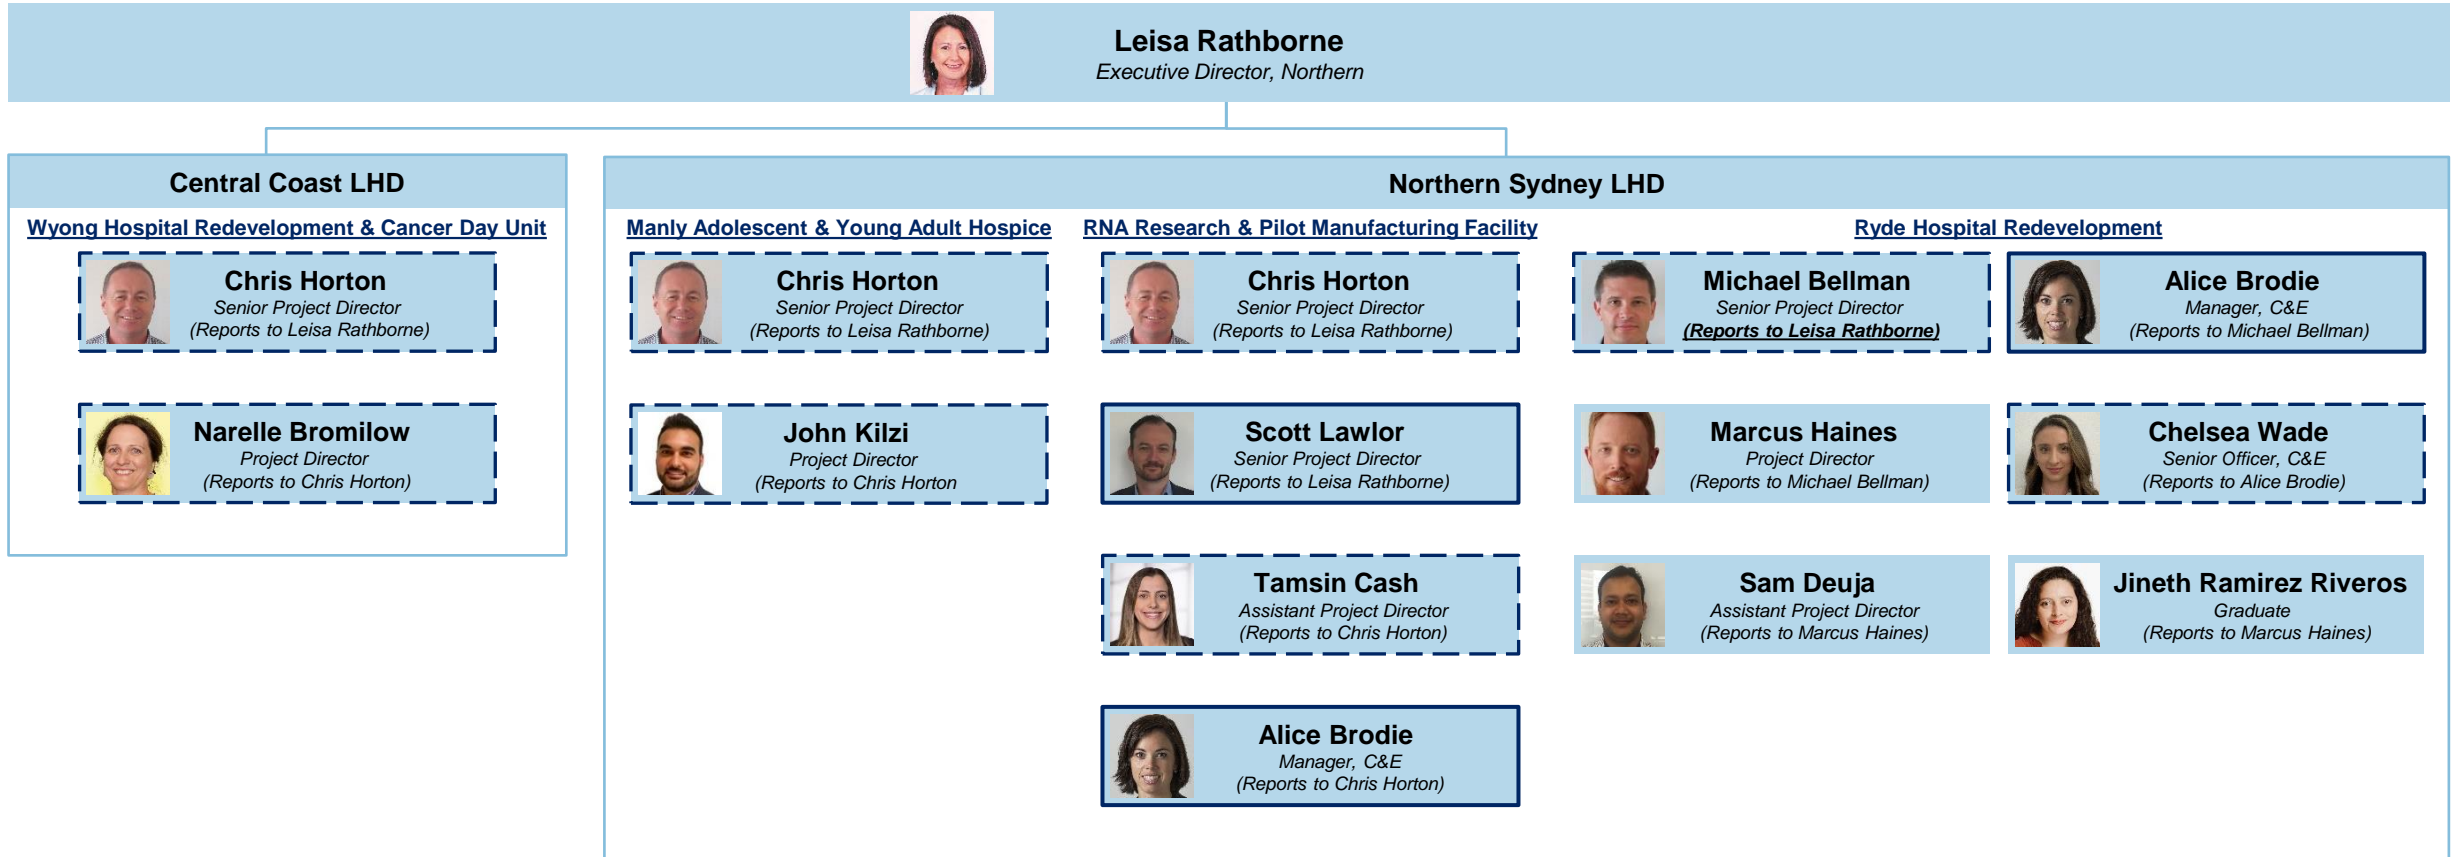 Leisa Rathborne
Executive Director, Northern
Central Coast LHD
Wyong Hospital Redevelopment & Cancer Day Unit
Chris Horton
Senior Project Director
(Reports to Leisa Rathborne)
Narelle Bromilow
Project Director
(Reports to Chris Horton)
Northern Sydney LHD
Manly Adolescent & Young Adult Hospice
Chris Horton
Senior Project Director
(Reports to Leisa Rathborne)
John Kilzi
Project Director
(Reports to Chris Horton
RNA Research & Pilot Manufacturing Facility
Chris Horton
Senior Project Director
(Reports to Leisa Rathborne)
Scott Lawlor
Senior Project Director
(Reports to Leisa Rathborne)
Tamsin Cash
Assistant Project Director
(Reports to Chris Horton)
Alice Brodie
Manager, C&E
(Reports to Chris Horton)
Ryde Hospital Redevelopment
Michael Bellman
Senior Project Director
(Reports to Leisa Rathborne)
Alice Brodie
Manager, C&E
(Reports to Michael Bellman)
Marcus Haines
Project Director
(Reports to Michael Bellman)
Chelsea Wade
Senior Officer, C&E
(Reports to Alice Brodie)
Sam Deuja
Assistant Project Director
(Reports to Marcus Haines)
Jineth Ramirez Riveros
Graduate
(Reports to Marcus Haines)